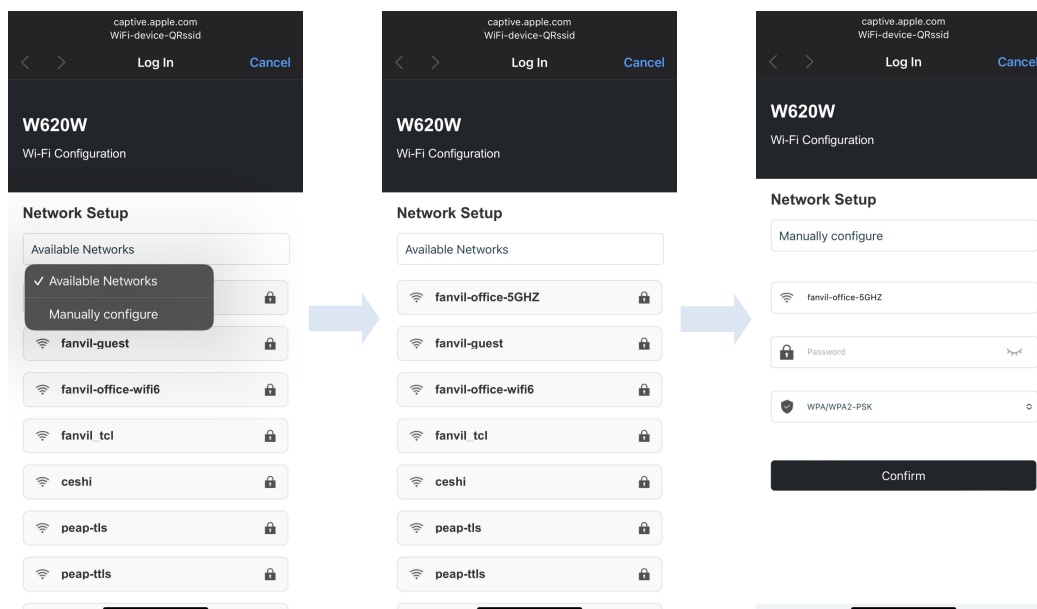 captive.apple.com
WiFi-device-QRssid
Log In
Cancel
W620W
Wi-Fi Configuration
Network Setup
Available Networks
✓ Available Networks
Manually configure
fanvil-guest
fanvil-office-wifi6
fanvil_tcl
ceshi
peap-tls
peap-ttls
captive.apple.com
WiFi-device-QRssid
Log In
Cancel
W620W
Wi-Fi Configuration
Network Setup
Available Networks
fanvil-office-5GHZ
fanvil-guest
fanvil-office-wifi6
fanvil_tcl
ceshi
peap-tls
peap-ttls
captive.apple.com
WiFi-device-QRssid
Log In
Cancel
W620W
Wi-Fi Configuration
Network Setup
Manually configure
fanvil-office-5GHZ
Password
WPA/WPA2-PSK
Confirm